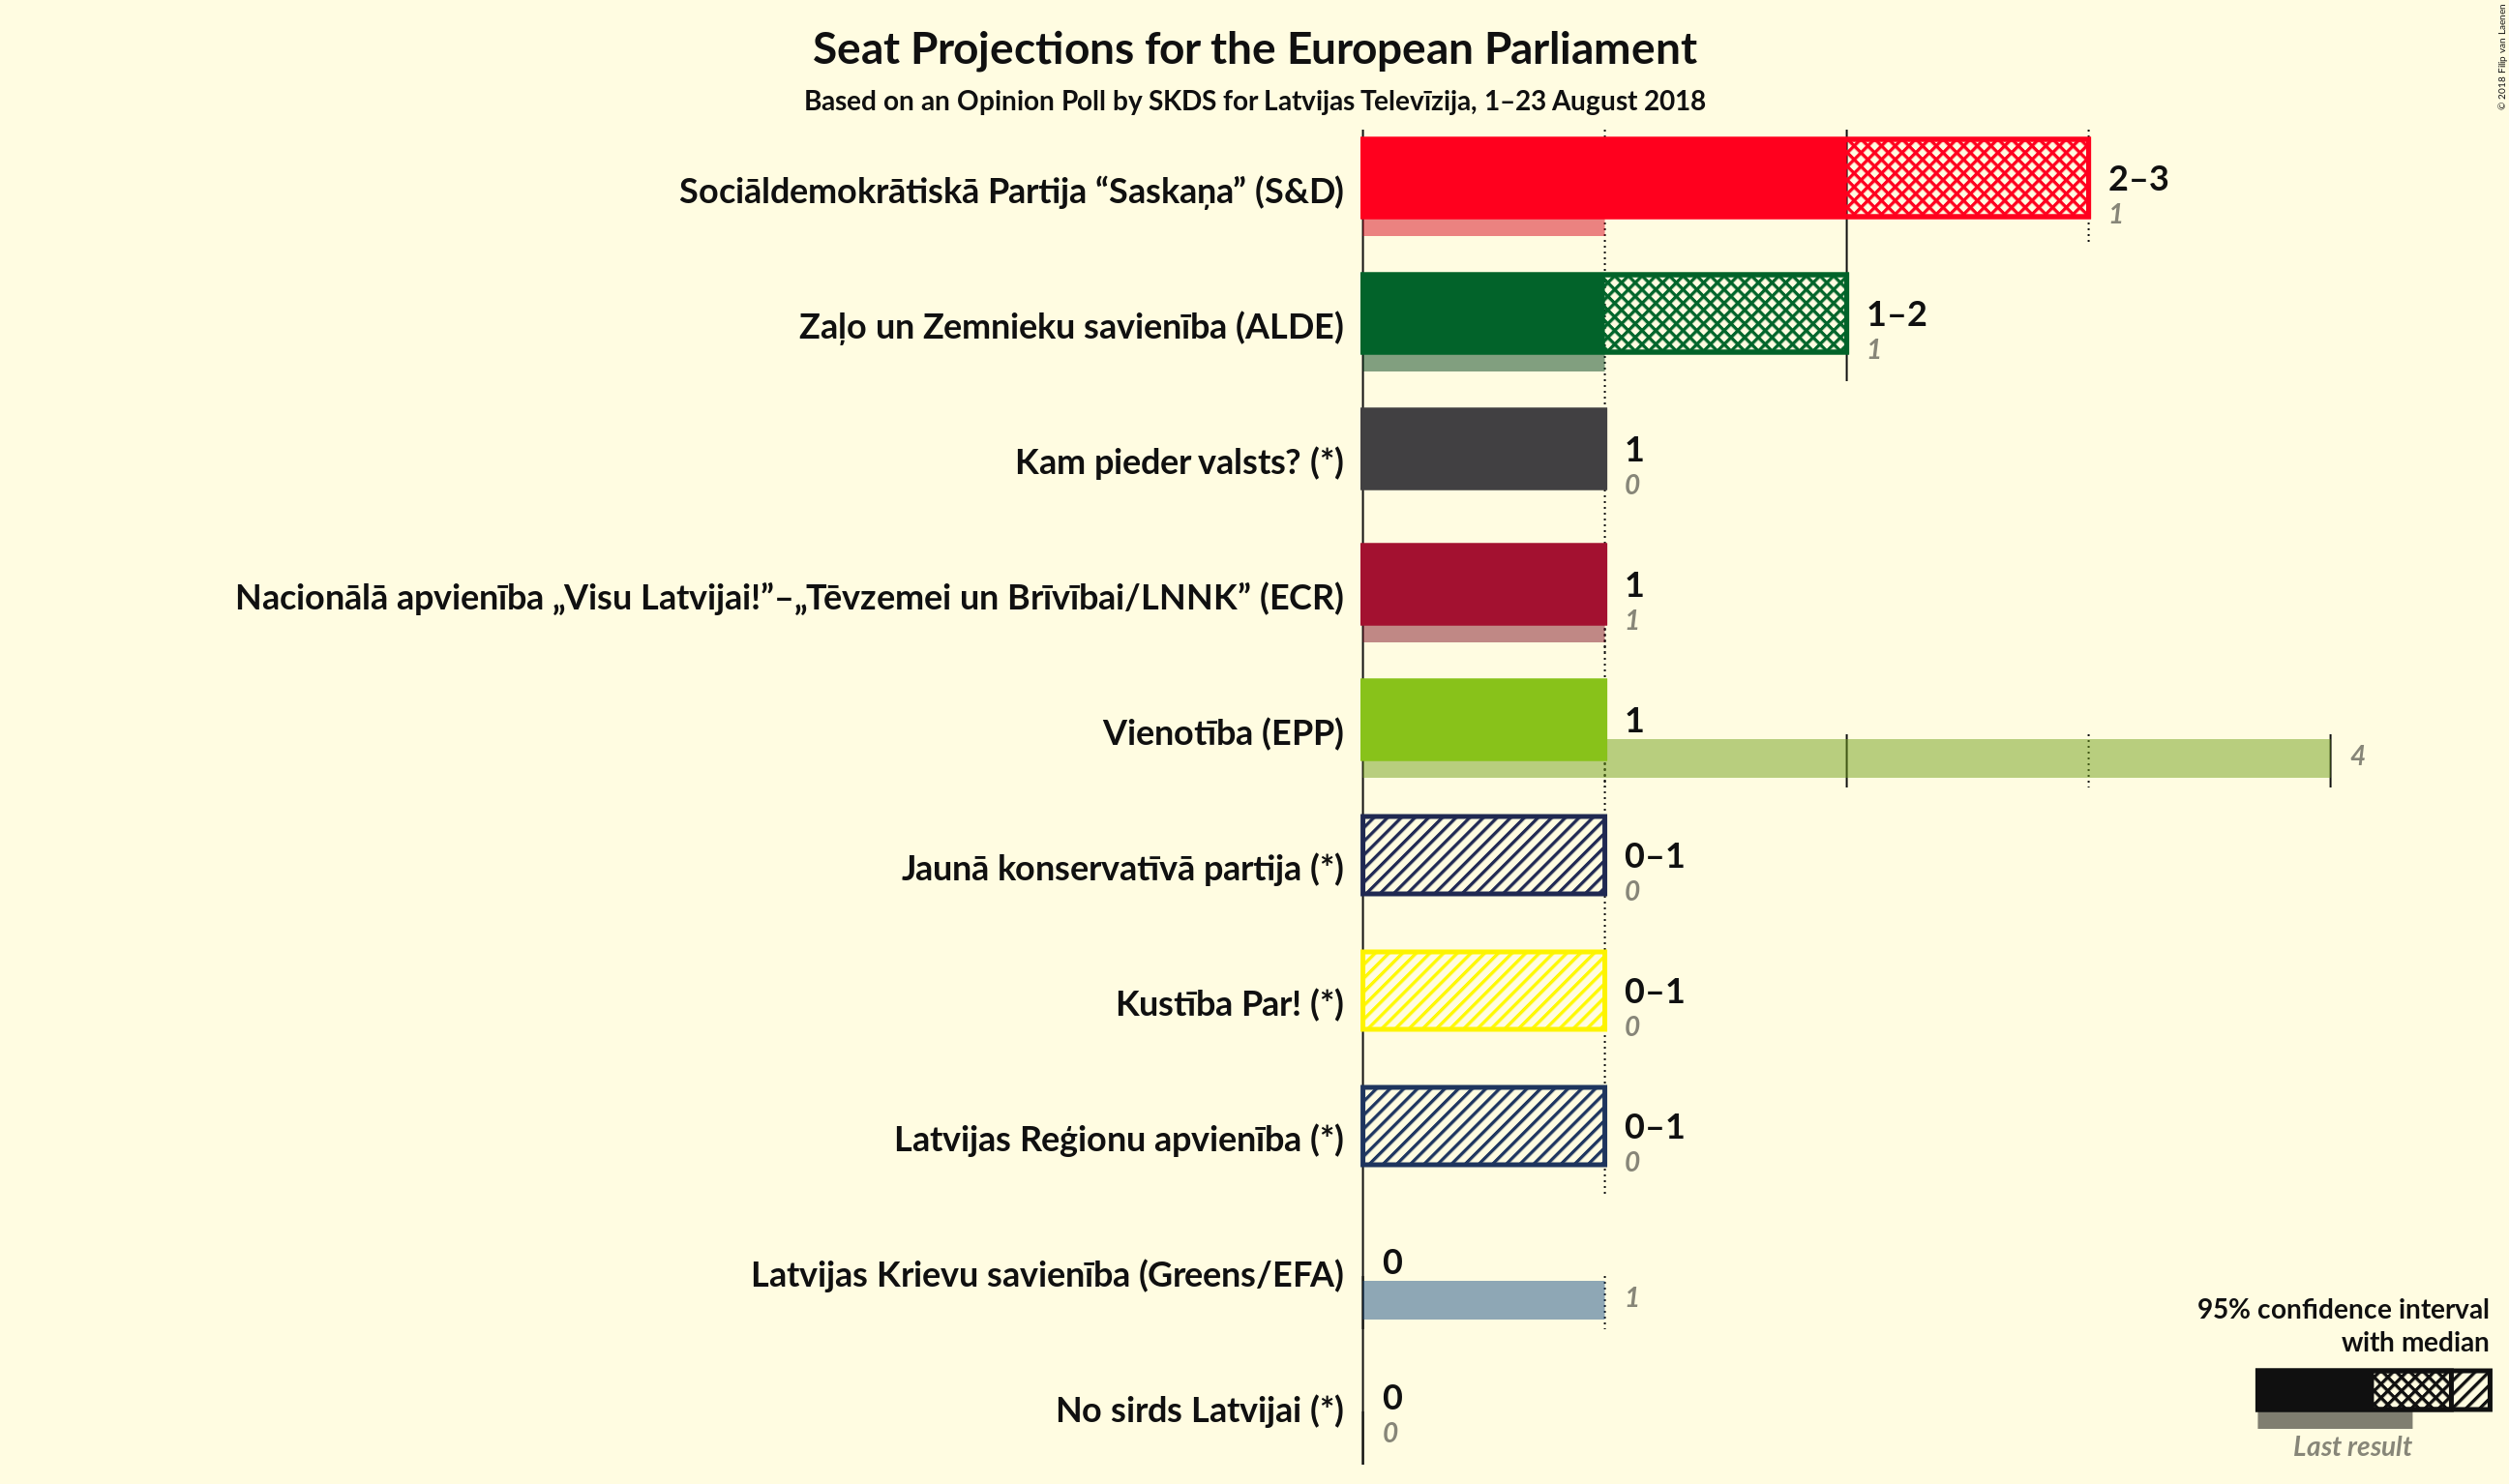 Seat Projections for the European Parliament
Based on an Opinion Poll by SKDS for Latvijas Televīzija, 1–23 August 2018
© 2018 Filip van Laenen
Sociāldemokrātiskā Partija “Saskaņa” (S&D)
2–3
1
Zaļo un Zemnieku savienība (ALDE)
1–2
1
Kam pieder valsts? (*)
1
0
Nacionālā apvienība „Visu Latvijai!”–„Tēvzemei un Brīvībai/LNNK” (ECR)
1
1
Vienotība (EPP)
1
4
Jaunā konservatīvā partija (*)
0–1
0
Kustība Par! (*)
0–1
0
Latvijas Reģionu apvienība (*)
0–1
0
Latvijas Krievu savienība (Greens/EFA)
0
1
No sirds Latvijai (*)
0
0
95% confidence interval
with median
Last result